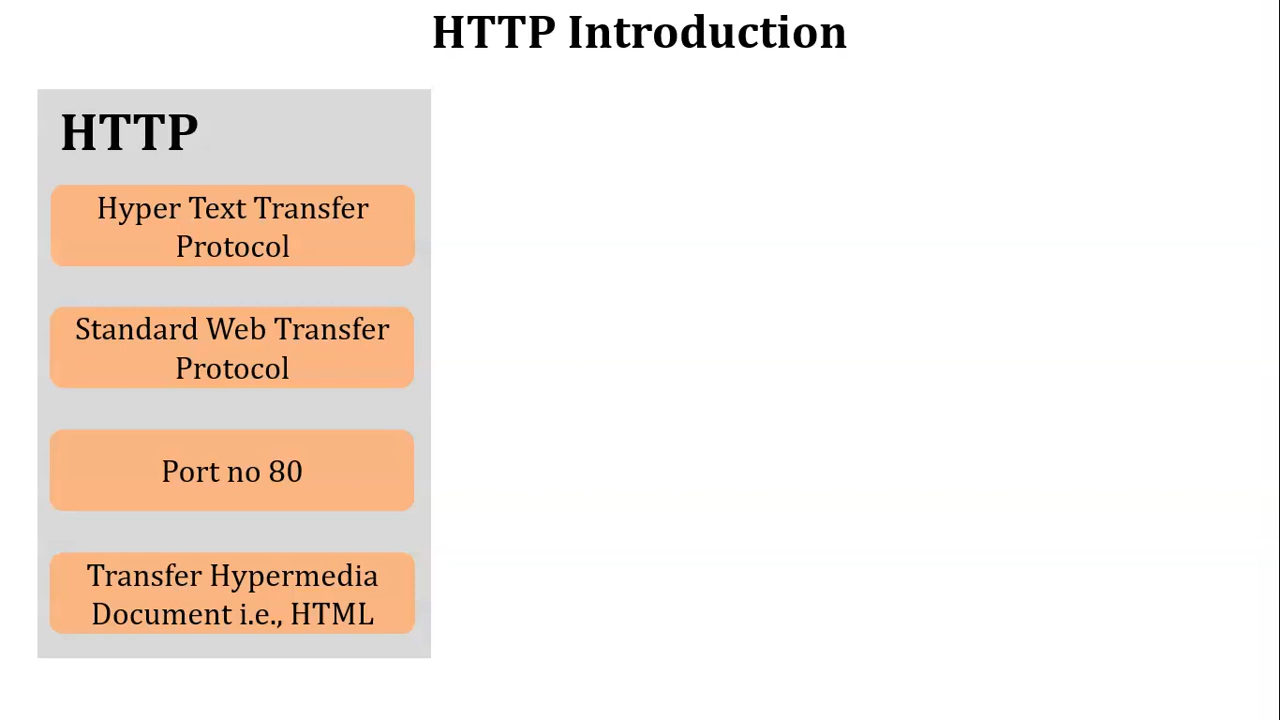 HTTP Introduction
HTTP
Hyper Text Transfer
Protocol
Standard Web Transfer
Protocol
Port no 80
Transfer Hypermedia
Document i.e., HTML